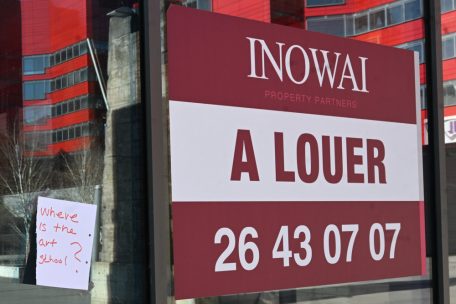 INOWAI
PROPERTY PARTNERS
A LOUER
26 43 07 07
Where
is the
art
school?